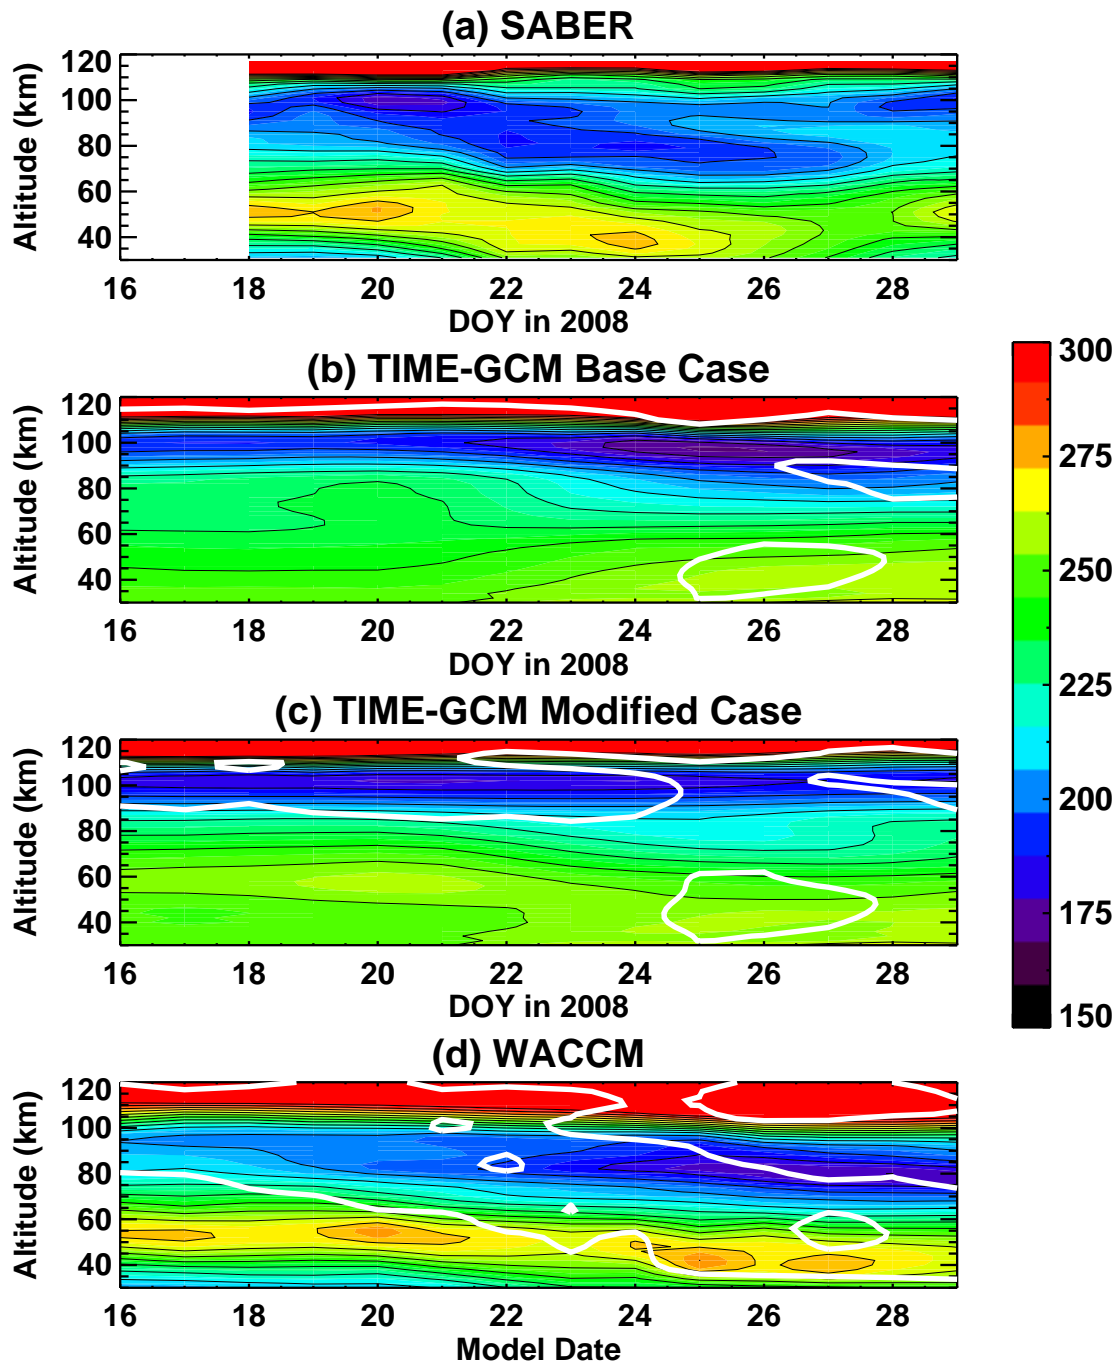 (a) SABER
120
100
80
60
40
Altitude (km)
16 18 20 22 24 26 28
DOY in 2008
(b) TIME-GCM Base Case
120
100
80
60
40
Altitude (km)
16 18 20 22 24 26 28
DOY in 2008
(c) TIME-GCM Modified Case
120
100
80
60
40
Altitude (km)
16 18 20 22 24 26 28
DOY in 2008
(d) WACCM
120
100
80
60
40
Altitude (km)
16 18 20 22 24 26 28
Model Date
300
275
250
225
200
175
150